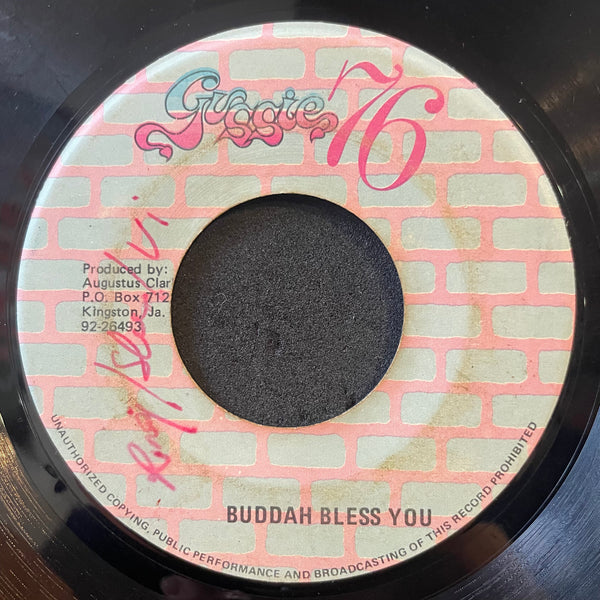 Gussie 76
Produced by:
Augustus Clar
P.O. Box 712
Kingston, Ja.
92-26493
BUDDAH BLESS YOU
UNAUTHORIZED COPYING, PUBLIC PERFORMANCE AND BROADCASTING OF THIS RECORD PROHIBITED